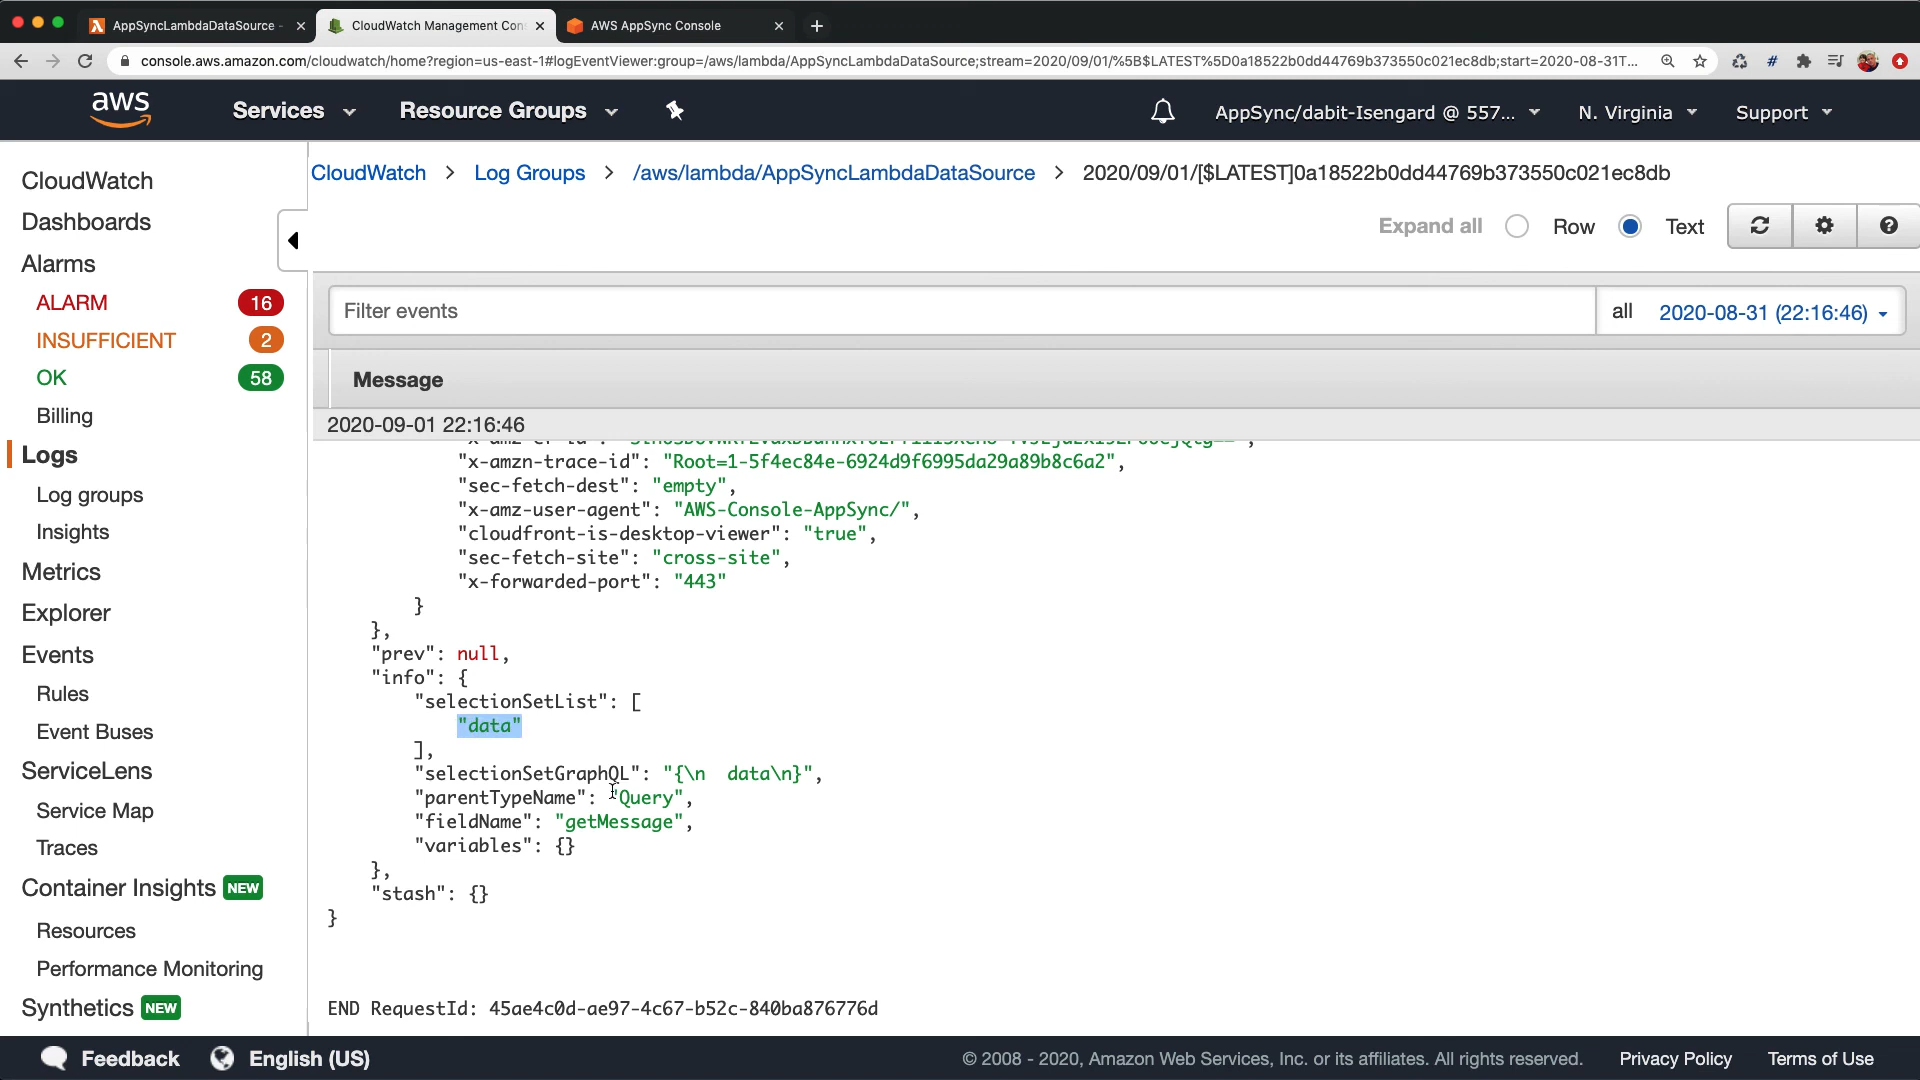 AppSyncLambdaDataSource -
CloudWatch Management Con
AWS AppSync Console
console.aws.amazon.com/cloudwatch/home?region=us-east-1#logEventViewer:group=/aws/lambda/AppSyncLambdaDataSource;stream=2020/09/01/%5B$LATEST%5D0a18522b0dd44769b373550c021ec8db;start=2020-08-31T...
aws
Services
Resource Groups
AppSync/dabit-Isengard @ 557...
N. Virginia
Support
CloudWatch
Dashboards
Alarms
ALARM 16
INSUFFICIENT 2
OK 58
Billing
Logs
Log groups
Insights
Metrics
Explorer
Events
Rules
Event Buses
ServiceLens
Service Map
Traces
Container Insights NEW
Resources
Performance Monitoring
Synthetics NEW
CloudWatch > Log Groups > /aws/lambda/AppSyncLambdaDataSource > 2020/09/01/[$LATEST]0a18522b0dd44769b373550c021ec8db
Expand all Row Text
Filter events
all 2020-08-31 (22:16:46)
Message
2020-09-01 22:16:46
"x-amzn-trace-id": "Root=1-5f4ec84e-6924d9f6995da29a89b8c6a2",
"sec-fetch-dest": "empty",
"x-amz-user-agent": "AWS-Console-AppSync/",
"cloudfront-is-desktop-viewer": "true",
"sec-fetch-site": "cross-site",
"x-forwarded-port": "443"
}
},
"prev": null,
"info": {
"selectionSetList": [
"data"
],
"selectionSetGraphQL": "{\n  data\n}",
"parentTypeName": "Query",
"fieldName": "getMessage",
"variables": {}
},
"stash": {}
}
END RequestId: 45ae4c0d-ae97-4c67-b52c-840ba876776d
Feedback
English (US)
© 2008 - 2020, Amazon Web Services, Inc. or its affiliates. All rights reserved.
Privacy Policy
Terms of Use